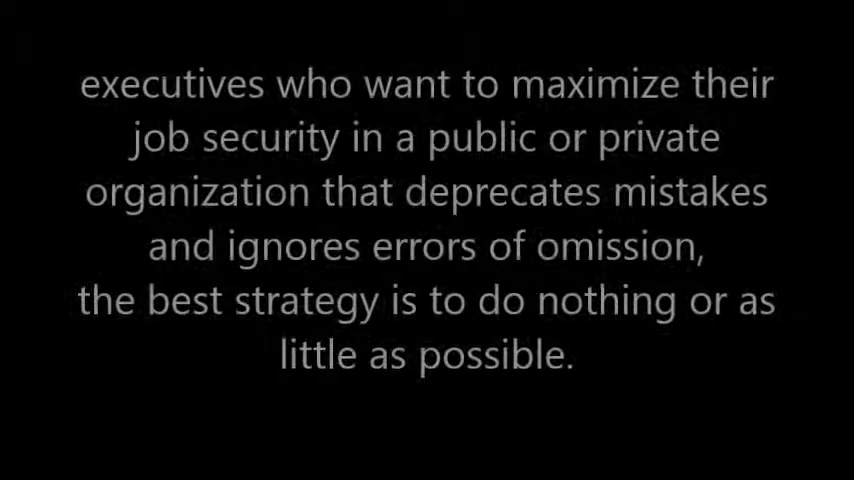 executives who want to maximize their
job security in a public or private
organization that deprecates mistakes
and ignores errors of omission,
the best strategy is to do nothing or as
little as possible.